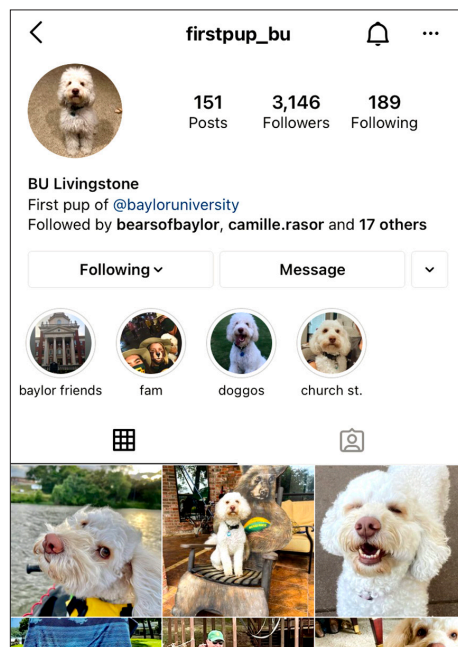 firstpup_bu
151 3,146 189
Posts Followers Following
BU Livingstone
First pup of @bayloruniversity
Followed by bearsofbaylor, camille.rasor and 17 others
Following Message
baylor friends fam doggos church st.